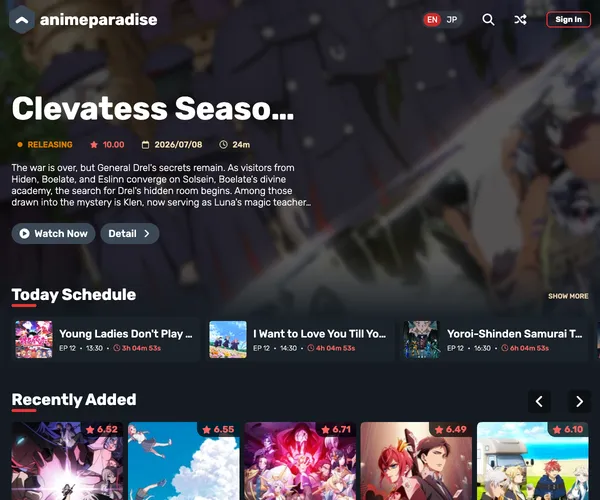 animeparadise
EN JP
Sign In
Clevatess Seaso...
RELEASING 10.00 2026/07/08 24m
The war is over, but General Drel's secrets remain. As visitors from
Hiden, Boelate, and Eslinn converge on Solsein, Boelate's divine
academy, the search for Drel's hidden room begins. Among those
drawn into the mystery is Klen, now serving as Luna's magic teacher...
Watch Now Detail
Today Schedule
SHOW MORE
Young Ladies Don't Play ...
EP 12 • 13:30 • 3h 04m 53s
I Want to Love You Till Yo...
EP 12 • 14:30 • 4h 04m 53s
Yoroi-Shinden Samurai T...
EP 12 • 16:30 • 6h 04m 53s
Recently Added
6.52 6.55 6.71 6.49 6.10